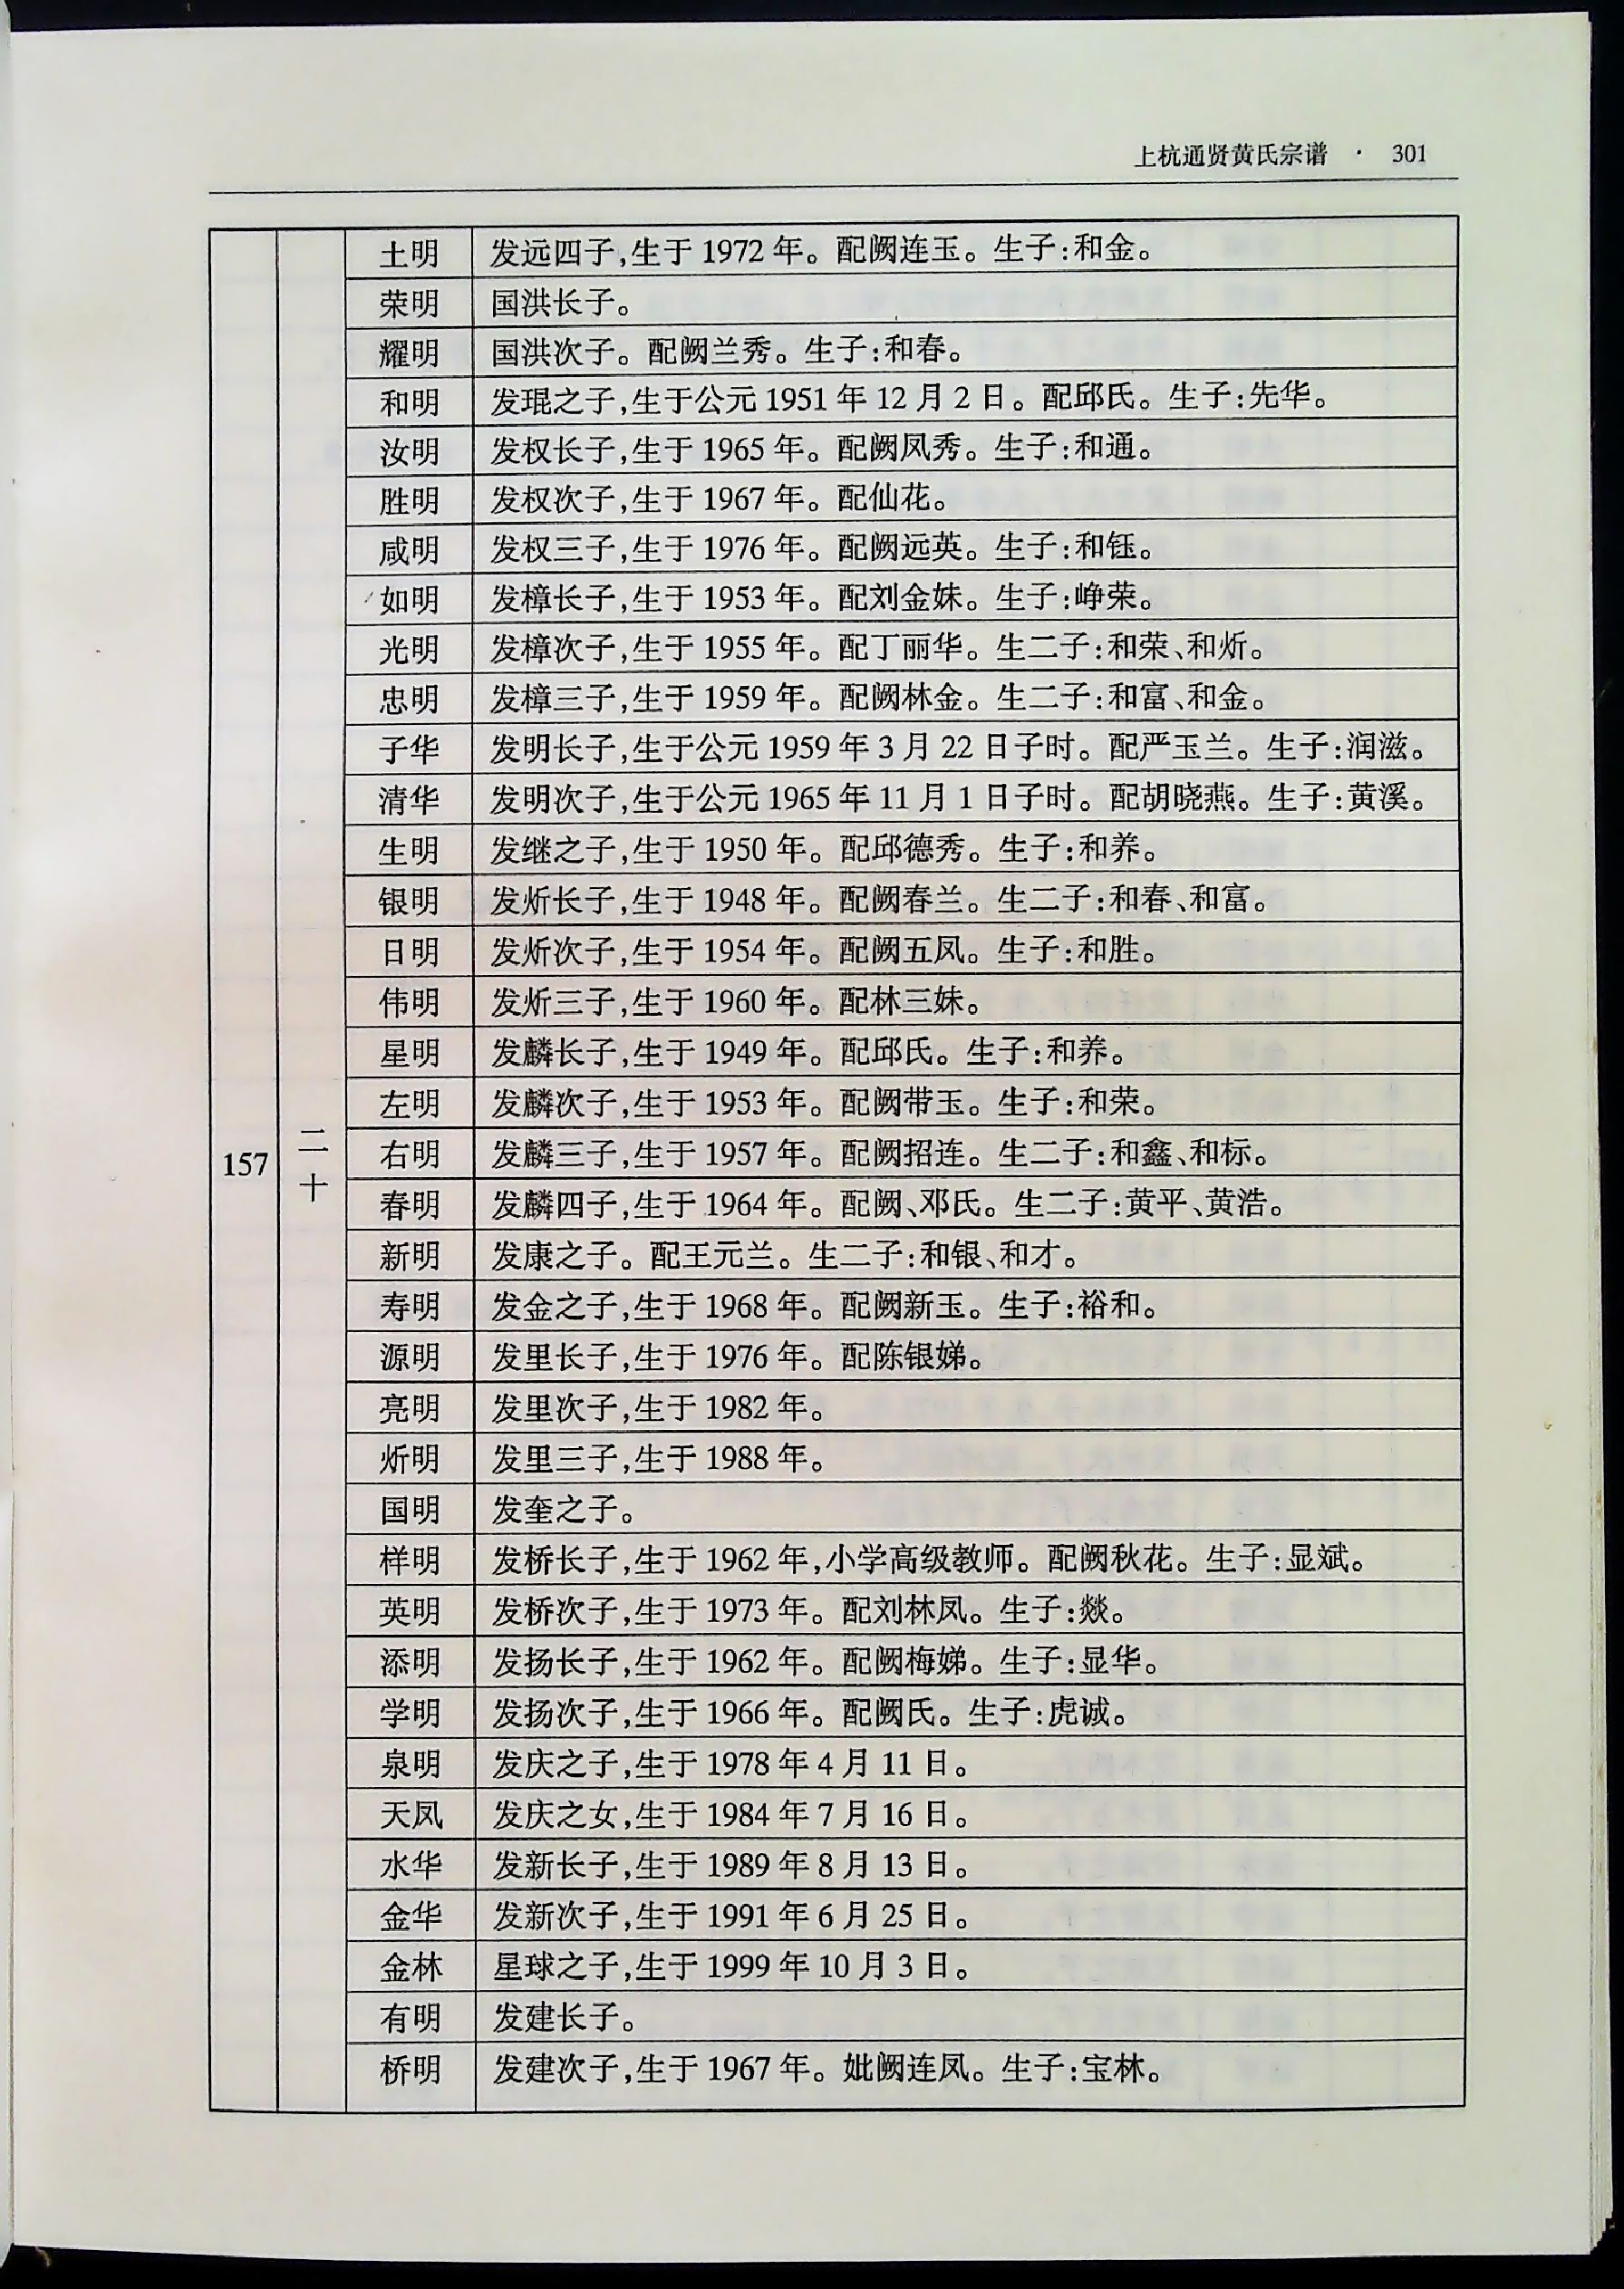 上杭通贤黄氏宗谱 · 301
土明 发远四子,生于 1972 年。配阙连玉。生子:和金。
荣明 国洪长子。
耀明 国洪次子。配阙兰秀。生子:和春。
和明 发琨之子,生于公元 1951 年 12 月 2 日。配邱氏。生子:先华。
汝明 发权长子,生于 1965 年。配阙凤秀。生子:和通。
胜明 发权次子,生于 1967 年。配仙花。
咸明 发权三子,生于 1976 年。配阙远英。生子:和钰。
如明 发樟长子,生于 1953 年。配刘金妹。生子:峥荣。
光明 发樟次子,生于 1955 年。配丁丽华。生二子:和荣、和炘。
忠明 发樟三子,生于 1959 年。配阙林金。生二子:和富、和金。
子华 发明长子,生于公元 1959 年 3 月 22 日子时。配严玉兰。生子:润滋。
清华 发明次子,生于公元 1965 年 11 月 1 日子时。配胡晓燕。生子:黄溪。
生明 发继之子,生于 1950 年。配邱德秀。生子:和养。
银明 发炘长子,生于 1948 年。配阙春兰。生二子:和春、和富。
日明 发炘次子,生于 1954 年。配阙五凤。生子:和胜。
伟明 发炘三子,生于 1960 年。配林三妹。
星明 发麟长子,生于 1949 年。配邱氏。生子:和养。
左明 发麟次子,生于 1953 年。配阙带玉。生子:和荣。
157 二十 右明 发麟三子,生于 1957 年。配阙招连。生二子:和鑫、和标。
春明 发麟四子,生于 1964 年。配阙、邓氏。生二子:黄平、黄浩。
新明 发康之子。配王元兰。生二子:和银、和才。
寿明 发金之子,生于 1968 年。配阙新玉。生子:裕和。
源明 发里长子,生于 1976 年。配陈银娣。
亮明 发里次子,生于 1982 年。
炘明 发里三子,生于 1988 年。
国明 发奎之子。
样明 发桥长子,生于 1962 年,小学高级教师。配阙秋花。生子:显斌。
英明 发桥次子,生于 1973 年。配刘林凤。生子:燚。
添明 发扬长子,生于 1962 年。配阙梅娣。生子:显华。
学明 发扬次子,生于 1966 年。配阙氏。生子:虎诚。
泉明 发庆之子,生于 1978 年 4 月 11 日。
天凤 发庆之女,生于 1984 年 7 月 16 日。
水华 发新长子,生于 1989 年 8 月 13 日。
金华 发新次子,生于 1991 年 6 月 25 日。
金林 星球之子,生于 1999 年 10 月 3 日。
有明 发建长子。
桥明 发建次子,生于 1967 年。妣阙连凤。生子:宝林。